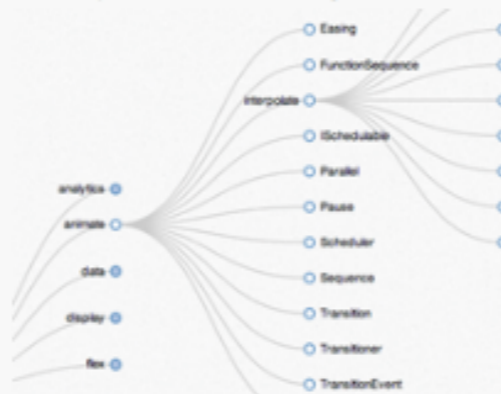 Easing
FunctionSequence
interpolate
ISchedulable
Parallel
analytics
Pause
animate
Scheduler
data
Sequence
display
Transition
Transitioner
flex
TransitionEvent